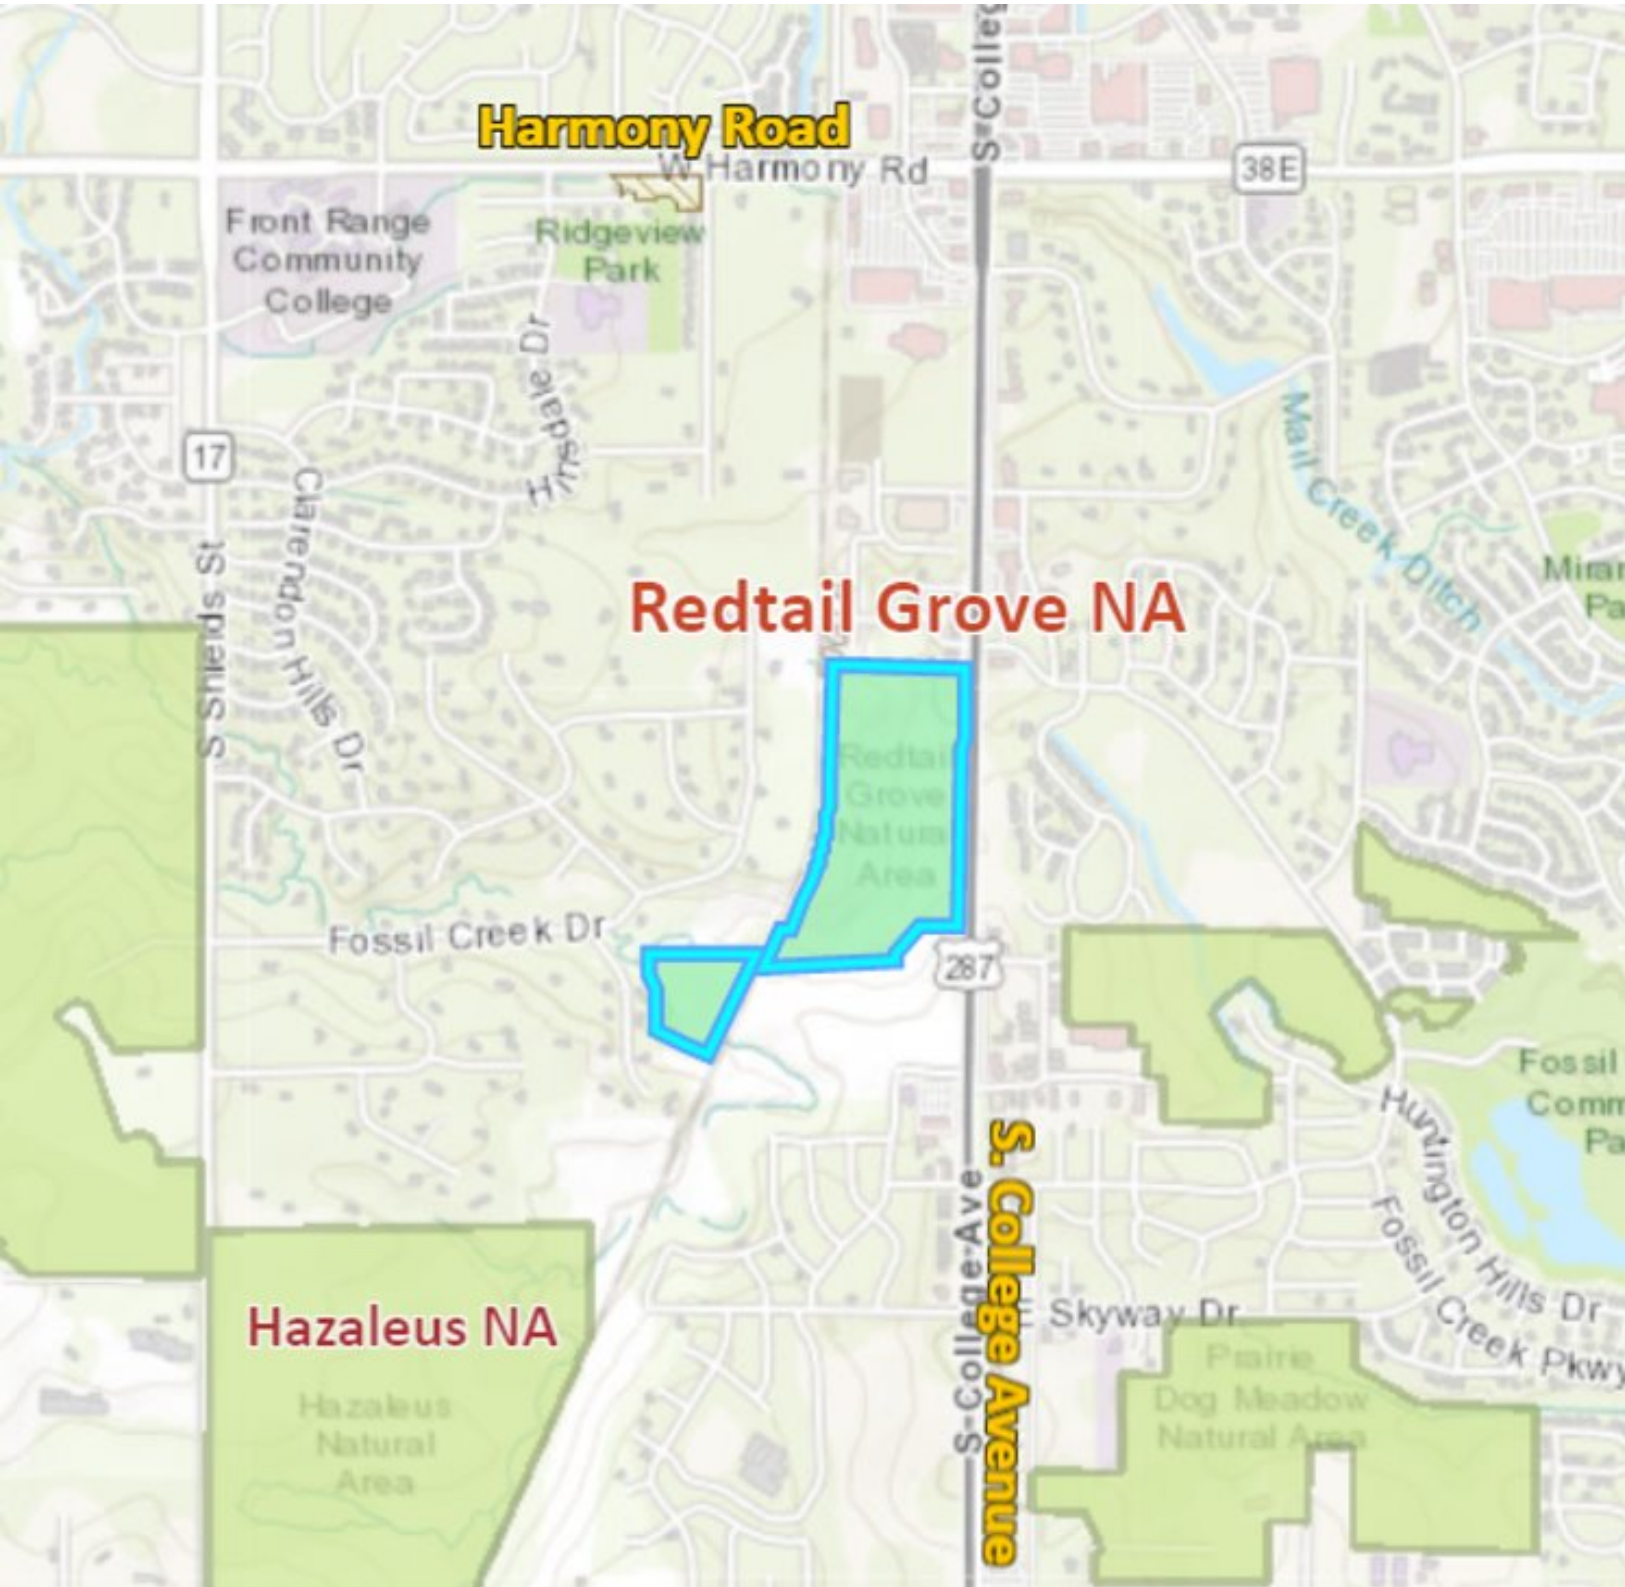 S College
Harmony Road
W Harmony Rd
38E
Front Range
Community
College
Ridgeview
Park
Hinsdale Dr
17
Clarendon Hills Dr
Mail Creek Ditch
S Shields St
Redtail Grove NA
Redtail
Grove
Natural
Area
Fossil Creek Dr
287
Fossil
Huntington Hills Dr
Fossil Creek Pkwy
S College Ave
S. College Avenue
E Skyway Dr
Hazaleus NA
Hazaleus
Natural
Area
Prairie
Dog Meadow
Natural Area